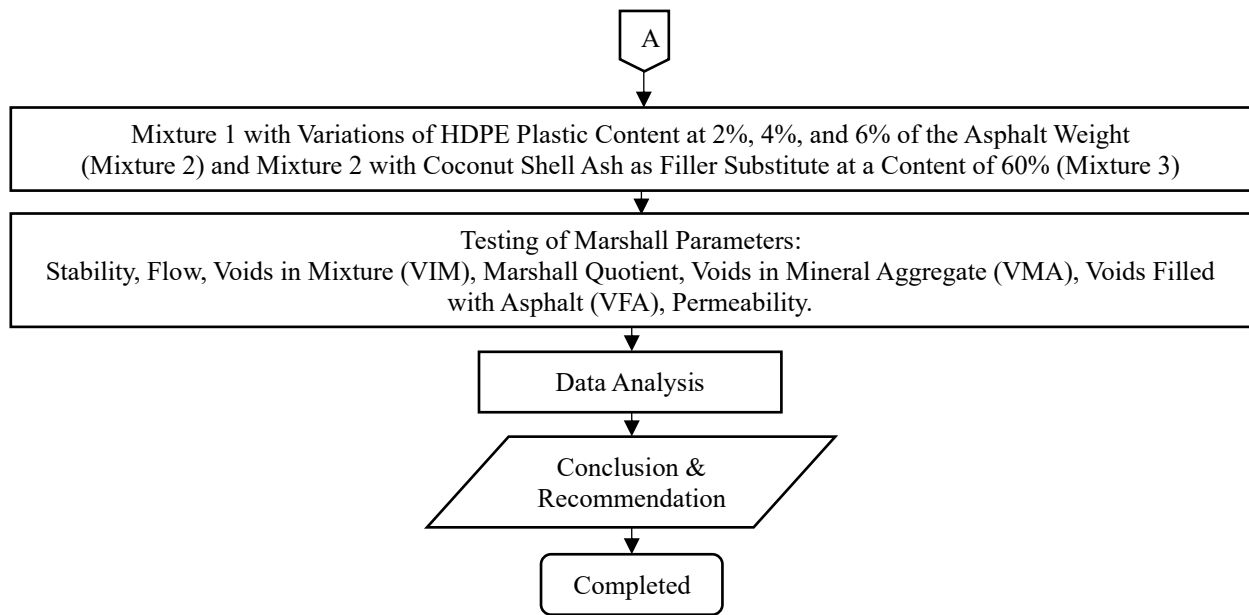 A
Mixture 1 with Variations of HDPE Plastic Content at 2%, 4%, and 6% of the Asphalt Weight
(Mixture 2) and Mixture 2 with Coconut Shell Ash as Filler Substitute at a Content of 60% (Mixture 3)
Testing of Marshall Parameters:
Stability, Flow, Voids in Mixture (VIM), Marshall Quotient, Voids in Mineral Aggregate (VMA), Voids Filled
with Asphalt (VFA), Permeability.
Data Analysis
Conclusion &
Recommendation
Completed